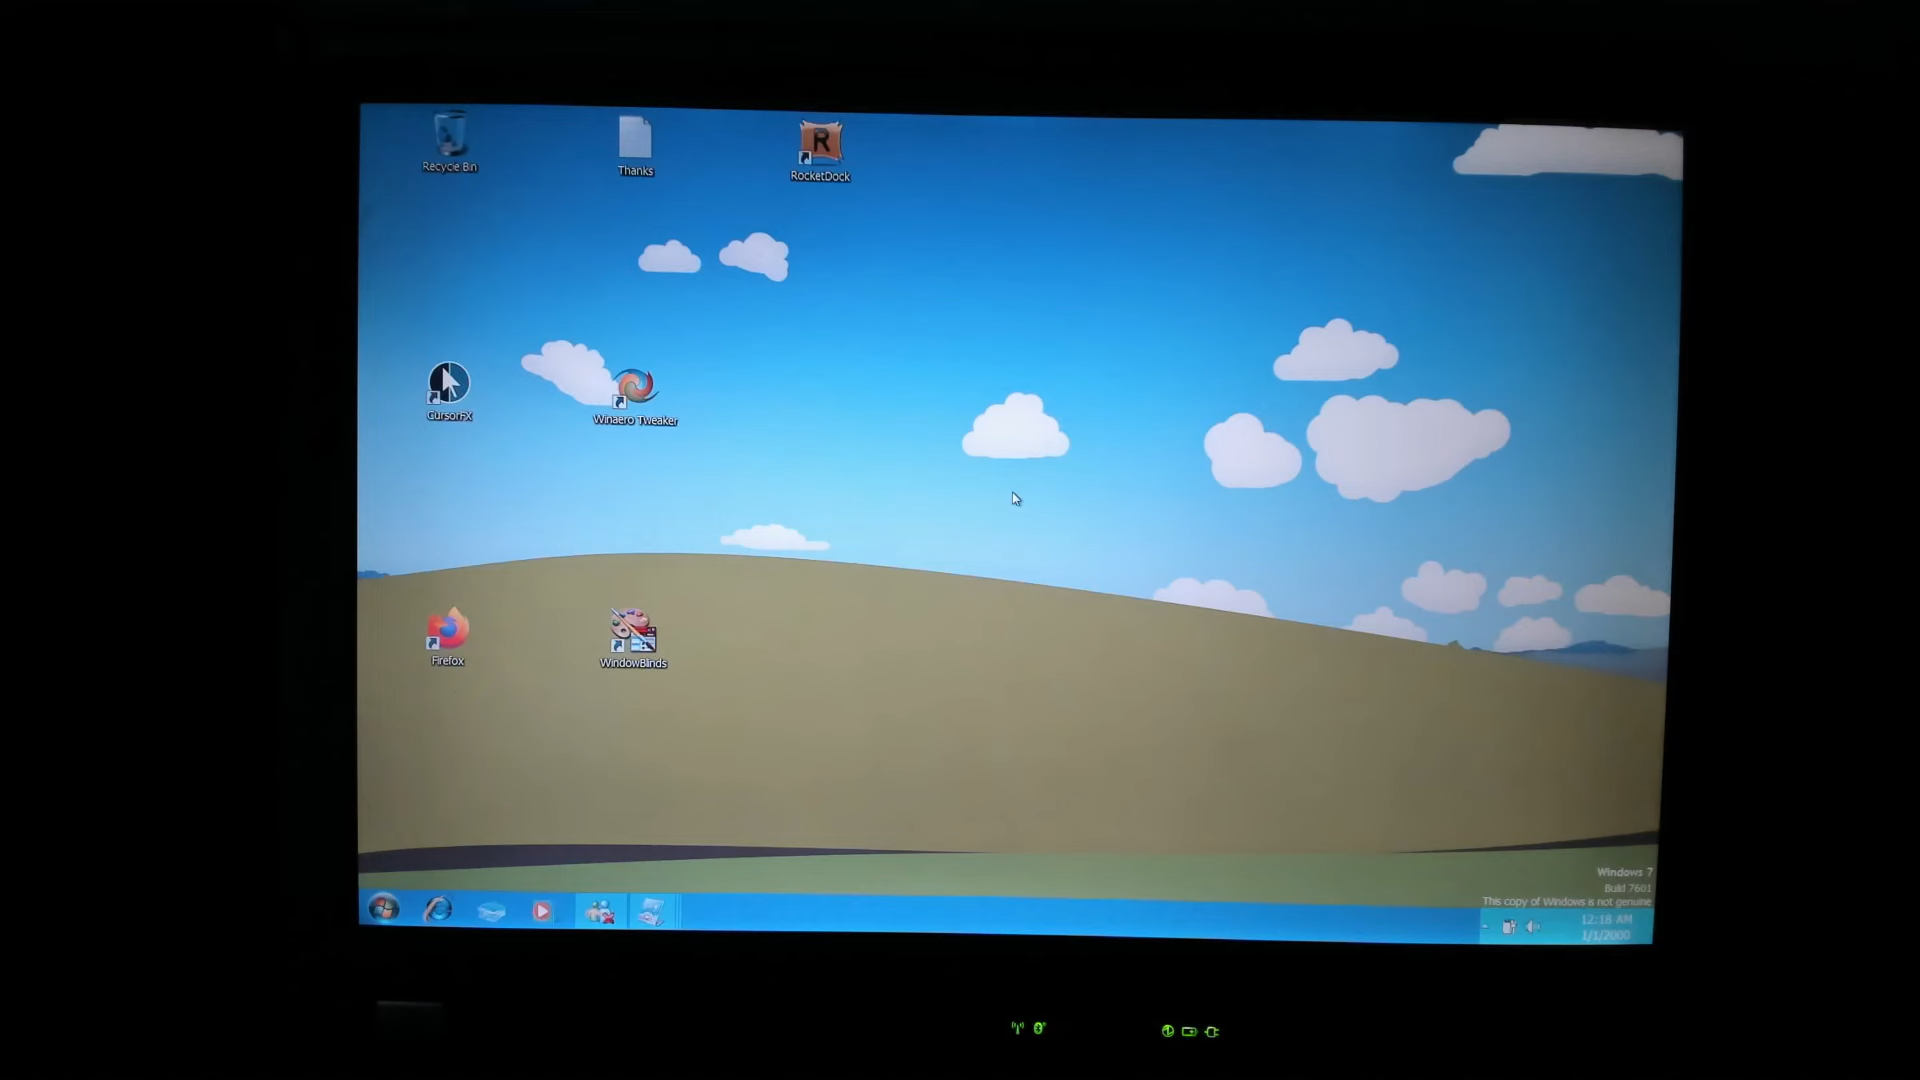 Recycle Bin
Thanks
R
RocketDock
CursorFX
Winaero Tweaker
Firefox
WindowBlinds
Windows 7
Build 7601
This copy of Windows is not genuine
12:18 AM
1/1/2000